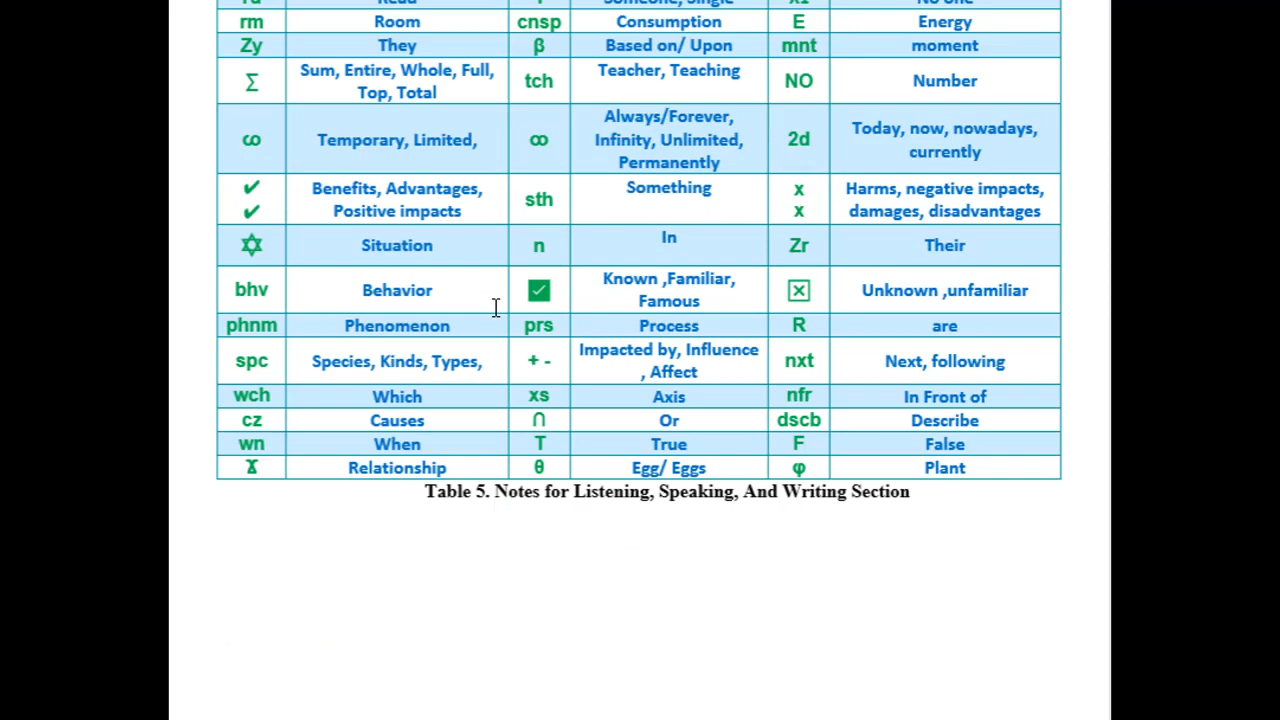 rm Room cnsp Consumption E Energy
Zy They β Based on/ Upon mnt moment
∑ Sum, Entire, Whole, Full, Top, Total tch Teacher, Teaching NO Number
Temporary, Limited, ꝏ Always/Forever, Infinity, Unlimited, Permanently 2d Today, now, nowadays, currently
✔ ✔ Benefits, Advantages, Positive impacts sth Something x x Harms, negative impacts, damages, disadvantages
✡ Situation n In Zr Their
bhv Behavior ✓ Known ,Familiar, Famous ☒ Unknown ,unfamiliar
phnm Phenomenon prs Process R are
spc Species, Kinds, Types, + - Impacted by, Influence , Affect nxt Next, following
wch Which xs Axis nfr In Front of
cz Causes ∩ Or dscb Describe
wn When T True F False
Relationship θ Egg/ Eggs φ Plant
Table 5. Notes for Listening, Speaking, And Writing Section